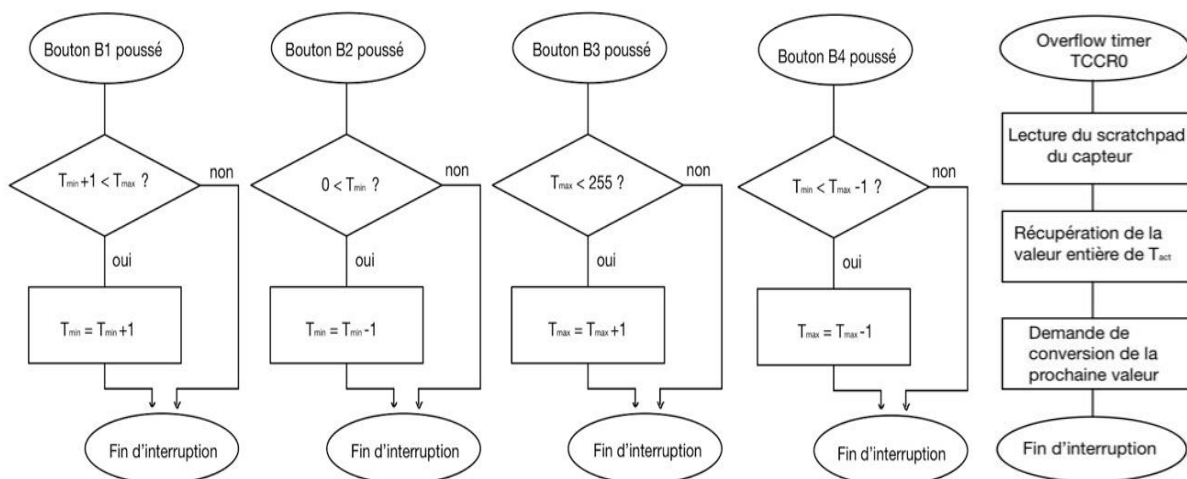 Bouton B1 poussé
Tmin +1 < Tmax ?
non
oui
Tmin = Tmin +1
Fin d'interruption
Bouton B2 poussé
0 < Tmin ?
non
oui
Tmin = Tmin -1
Fin d'interruption
Bouton B3 poussé
Tmax < 255 ?
non
oui
Tmax = Tmax +1
Fin d'interruption
Bouton B4 poussé
Tmin < Tmax -1 ?
non
oui
Tmax = Tmax -1
Fin d'interruption
Overflow timer
TCCR0
Lecture du scratchpad
du capteur
Récupération de la
valeur entière de Tact
Demande de
conversion de la
prochaine valeur
Fin d'interruption